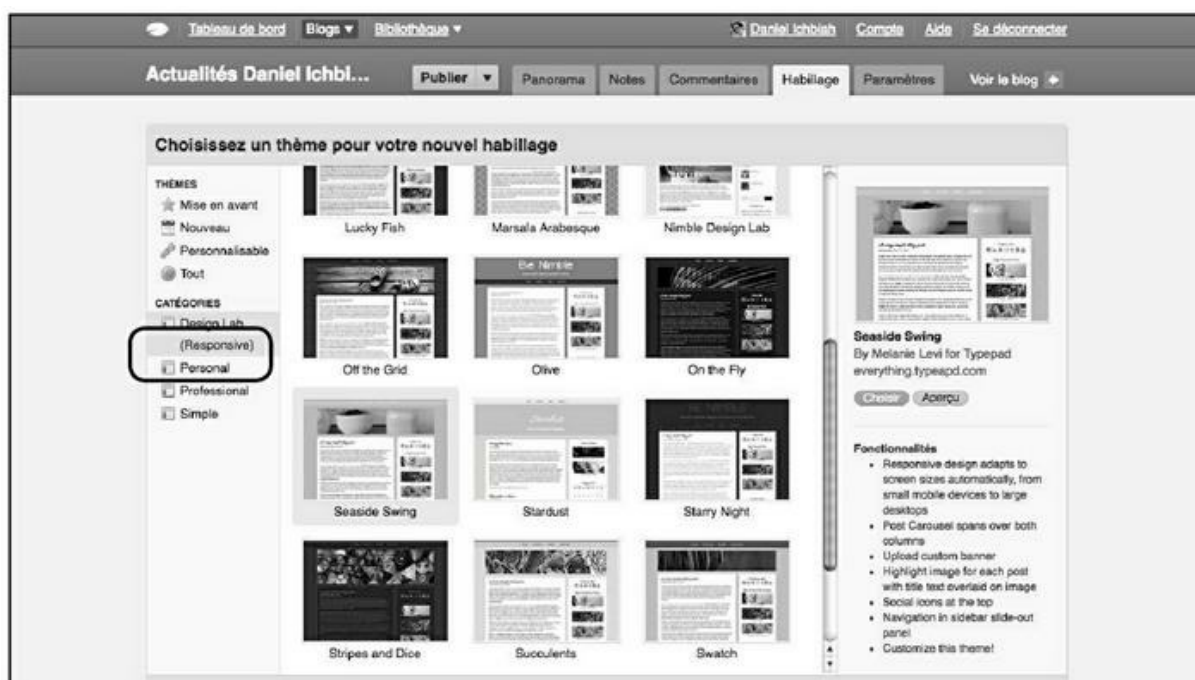 Tableau de bord Blogs ▼ Bibliothèque ▼ Daniel Ichbiah Compte Aide Se déconnecter
Actualités Daniel Ichbi... Publier ▼ Panorama Notes Commentaires Habillage Paramètres Voir le blog
Choisissez un thème pour votre nouvel habillage
THÈMES
Mise en avant
Nouveau
Personnalisable
Tout
CATÉGORIES
Design Lab
(Responsive)
Personal
Professional
Simple
Lucky Fish Marsala Arabesque Nimble Design Lab
Be Nimble
Off the Grid Olive On the Fly
Seaside Swing Stardust Starry Night
Stripes and Dice Succulents Swatch
Seaside Swing
By Melanie Levi for Typepad
everything.typeapd.com
Choisir Aperçu
Fonctionnalités
• Responsive design adapts to
screen sizes automatically, from
small mobile devices to large
desktops
• Post Carousel spans over both
columns
• Upload custom banner
• Highlight image for each post
with title text overlaid on image
• Social icons at the top
• Navigation in sidebar slide-out
panel
• Customize this theme!